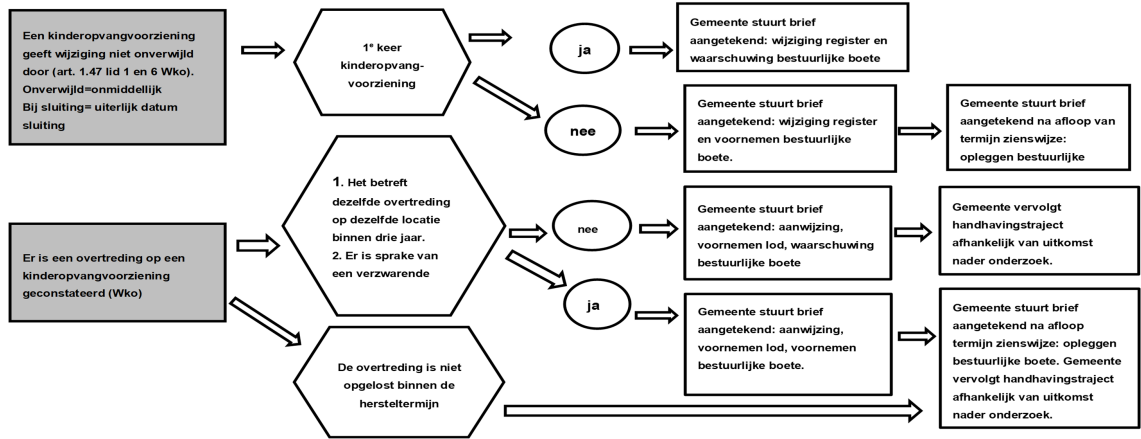 Een kinderopvangvoorziening
geeft wijziging niet onverwijld
door (art. 1.47 lid 1 en 6 Wko).
Onverwijld=onmiddellijk
Bij sluiting= uiterlijk datum
sluiting
1e keer
kinderopvang-
voorziening
ja
Gemeente stuurt brief
aangetekend: wijziging register en
waarschuwing bestuurlijke boete
nee
Gemeente stuurt brief
aangetekend: wijziging register
en voornemen bestuurlijke
boete.
Gemeente stuurt brief
aangetekend na afloop van
termijn zienswijze:
opleggen bestuurlijke
Er is een overtreding op een
kinderopvangvoorziening
geconstateerd (Wko)
1. Het betreft
dezelfde overtreding
op dezelfde locatie
binnen drie jaar.
2. Er is sprake van
een verzwarende
nee
Gemeente stuurt brief
aangetekend: aanwijzing,
voornemen lod, waarschuwing
bestuurlijke boete
Gemeente vervolgt
handhavingstraject
afhankelijk van uitkomst
nader onderzoek.
ja
Gemeente stuurt brief
aangetekend: aanwijzing,
voornemen lod, voornemen
bestuurlijke boete.
Gemeente stuurt brief
aangetekend na afloop
termijn zienswijze: opleggen
bestuurlijke boete. Gemeente
vervolgt handhavingstraject
afhankelijk van uitkomst
nader onderzoek.
De overtreding is niet
opgelost binnen de
hersteltermijn